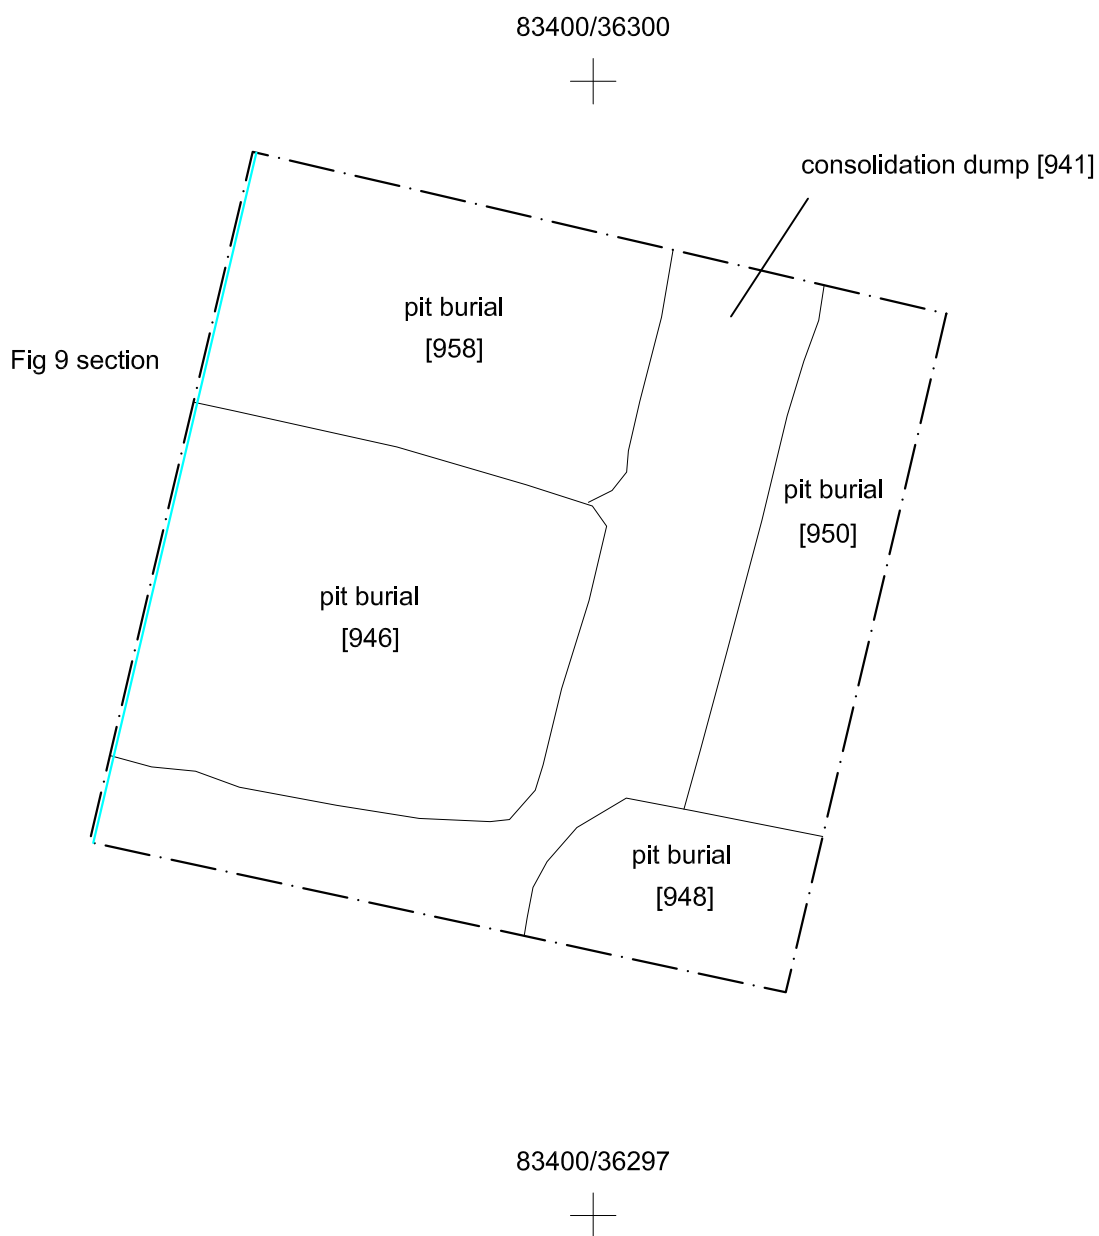 83400/36300
consolidation dump [941]
pit burial
[958]
Fig 9 section
pit burial
[950]
pit burial
[946]
pit burial
[948]
83400/36297